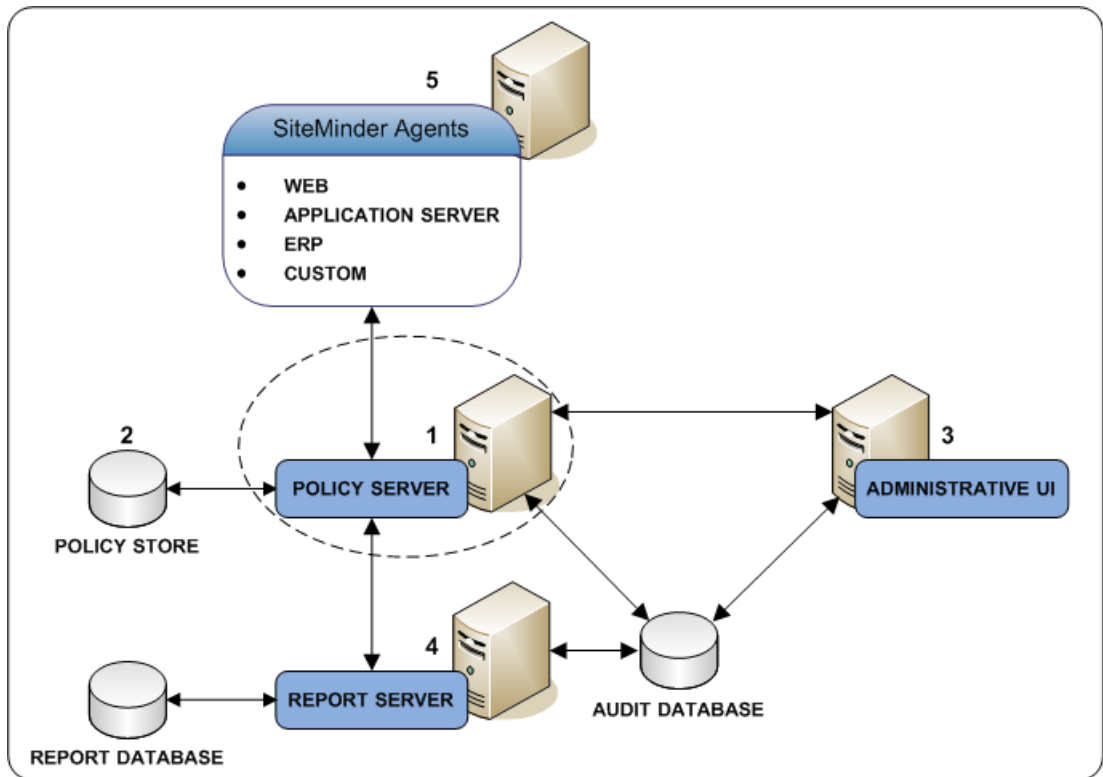 5
SiteMinder Agents
• WEB
• APPLICATION SERVER
• ERP
• CUSTOM
2
1
3
POLICY SERVER
ADMINISTRATIVE UI
POLICY STORE
4
REPORT SERVER
AUDIT DATABASE
REPORT DATABASE